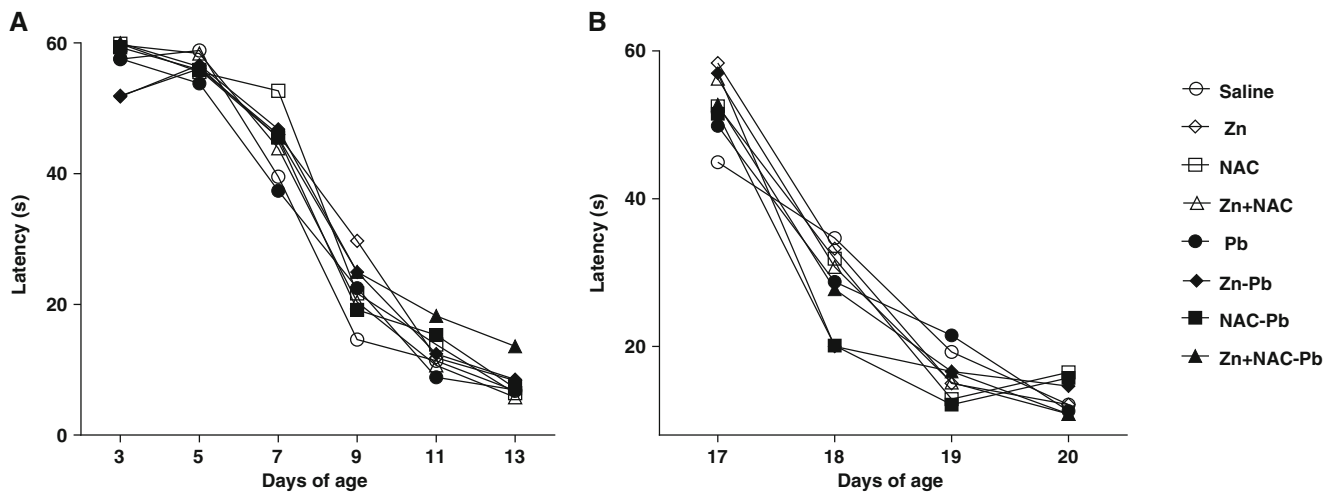 A
60
40
20
0
Latency (s)
3 5 7 9 11 13
Days of age
B
60
40
20
Latency (s)
17 18 19 20
Days of age
Saline
Zn
NAC
Zn+NAC
Pb
Zn-Pb
NAC-Pb
Zn+NAC-Pb